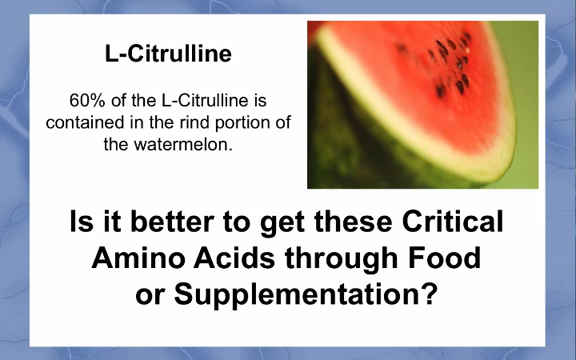 L-Citrulline
60% of the L-Citrulline is
contained in the rind portion of
the watermelon.
Is it better to get these Critical
Amino Acids through Food
or Supplementation?